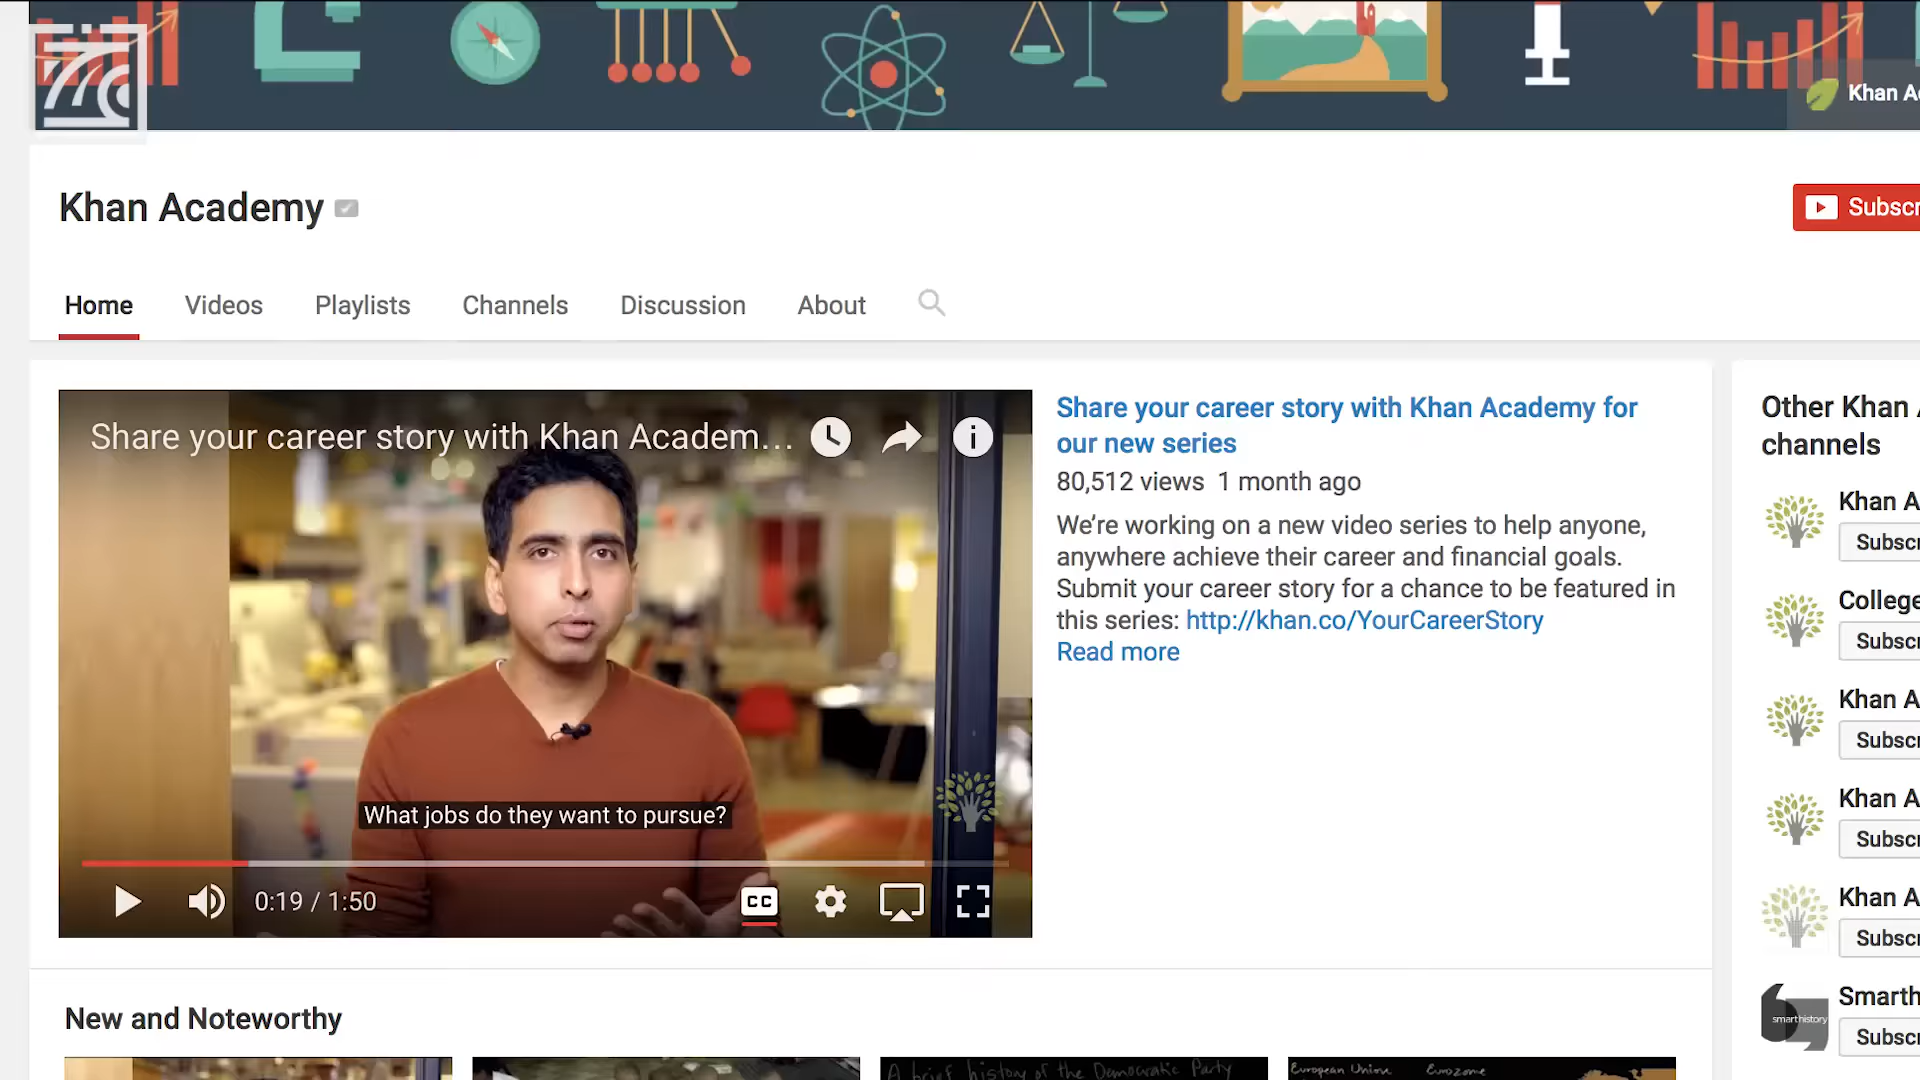 Khan A
Khan Academy
Subscr
Home Videos Playlists Channels Discussion About
Share your career story with Khan Academ...
What jobs do they want to pursue?
0:19 / 1:50
CC
Share your career story with Khan Academy for
our new series
80,512 views 1 month ago
We're working on a new video series to help anyone,
anywhere achieve their career and financial goals.
Submit your career story for a chance to be featured in
this series: http://khan.co/YourCareerStory
Read more
Other Khan
channels
Khan A
Subscr
College
Subscr
Khan A
Subscr
Khan A
Subscr
Khan A
Subscr
smarthistory
Smarth
Subscr
New and Noteworthy
A brief history of the Democratic Party
European Union
Eurozone